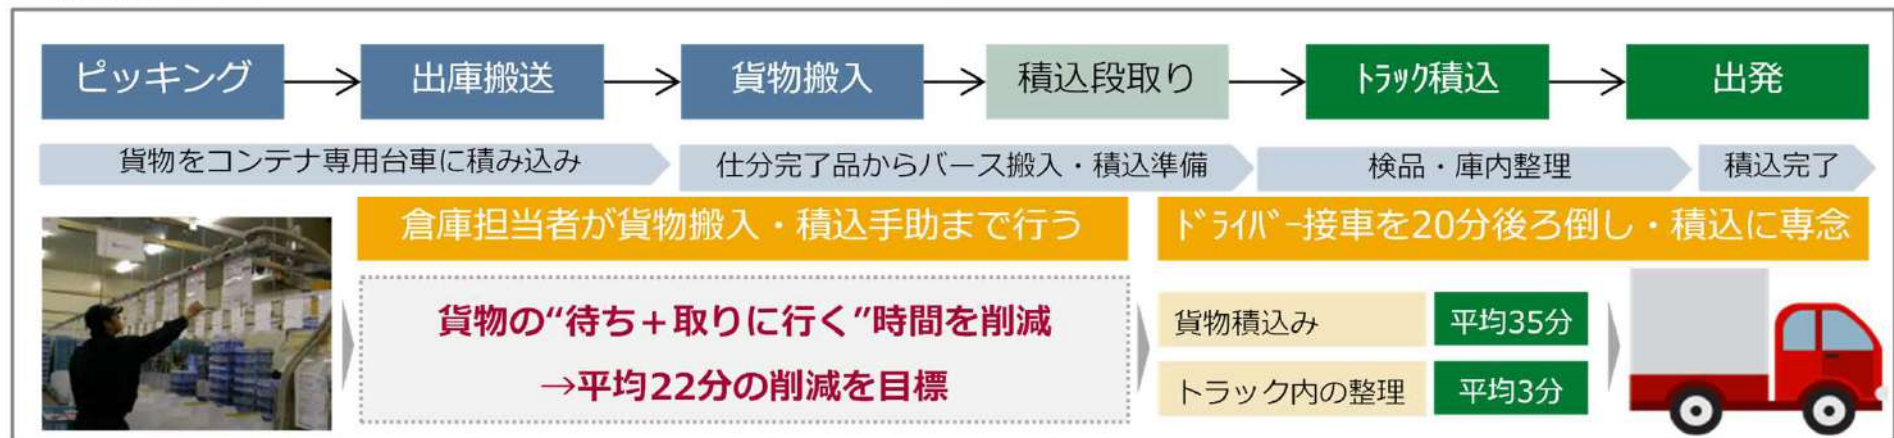 ピッキング
出庫搬送
貨物搬入
積込段取り
ﾄﾗｯｸ積込
出発
貨物をコンテナ専用台車に積み込み
仕分完了品からバース搬入・積込準備
検品・庫内整理
積込完了
倉庫担当者が貨物搬入・積込手助まで行う
ﾄﾞﾗｲﾊﾞｰ接車を20分後ろ倒し・積込に専念
貨物の“待ち＋取りに行く”時間を削減
→平均22分の削減を目標
貨物積込み
平均35分
トラック内の整理
平均3分